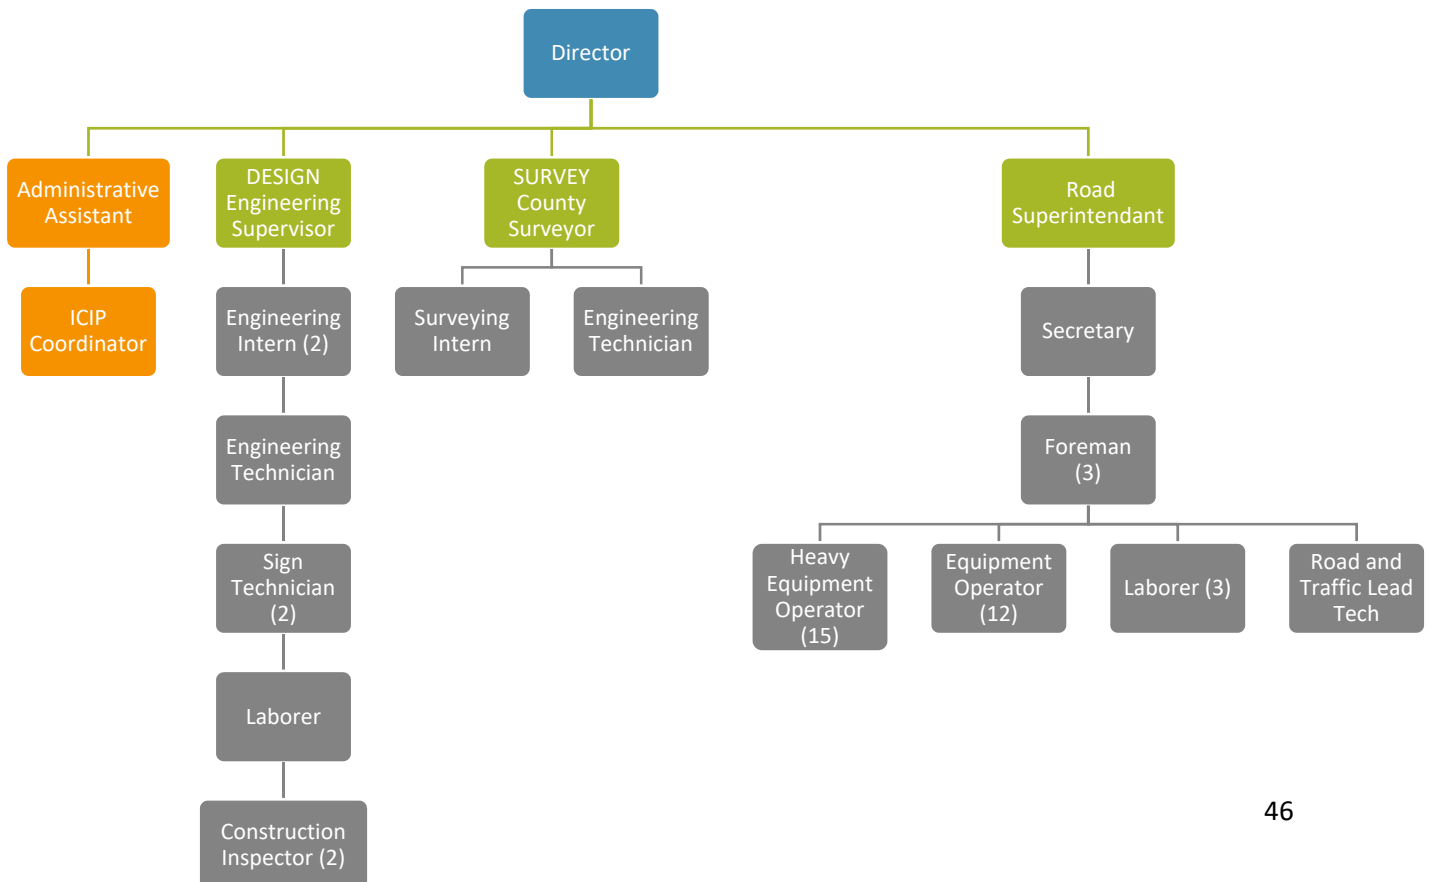 Director
Administrative
Assistant
DESIGN
Engineering
Supervisor
SURVEY
County
Surveyor
Road
Superintendant
ICIP
Coordinator
Engineering
Intern (2)
Surveying
Intern
Engineering
Technician
Secretary
Engineering
Technician
Foreman
(3)
Sign
Technician
(2)
Heavy
Equipment
Operator
(15)
Equipment
Operator
(12)
Laborer (3)
Road and
Traffic Lead
Tech
Laborer
Construction
Inspector (2)
46